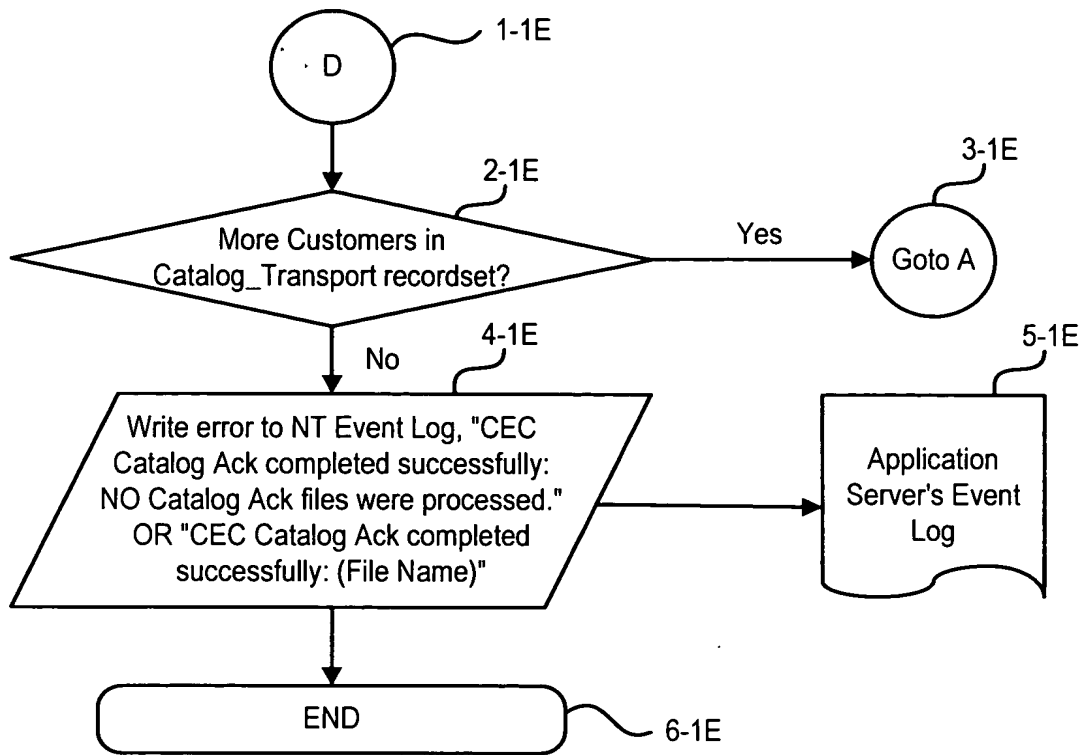 1-1E
D
2-1E
3-1E
More Customers in
Catalog_Transport recordset?
Yes
Goto A
No
4-1E
5-1E
Write error to NT Event Log, "CEC
Catalog Ack completed successfully:
NO Catalog Ack files were processed."
OR "CEC Catalog Ack completed
successfully: (File Name)"
Application
Server's Event
Log
END
6-1E